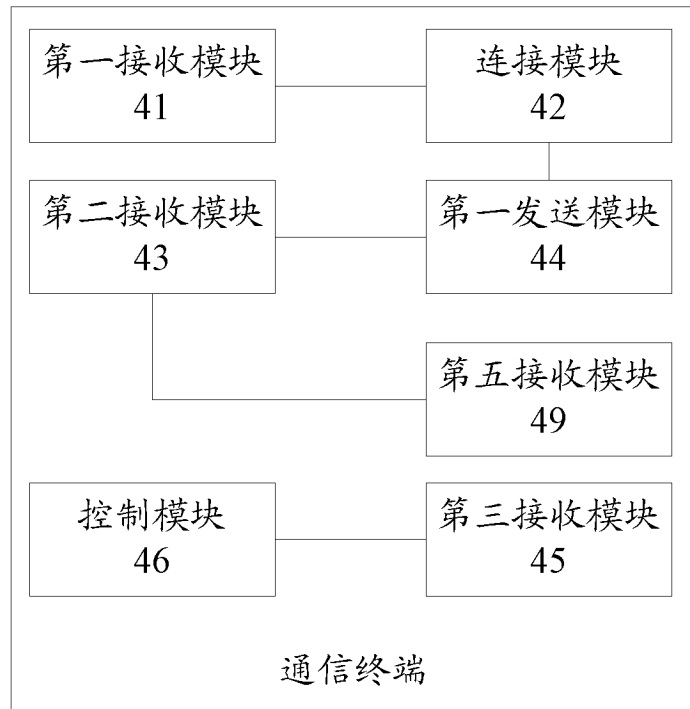 第一接收模块
41
连接模块
42
第二接收模块
43
第一发送模块
44
第五接收模块
49
控制模块
46
第三接收模块
45
通信终端